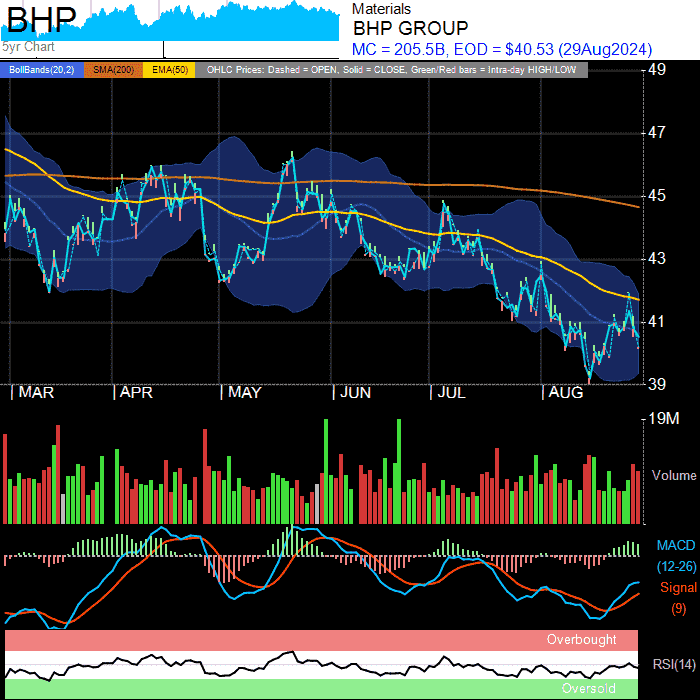 BHP
5yr Chart
Materials
BHP GROUP
MC = 205.5B, EOD = $40.53 (29Aug2024)
BollBands(20,2) SMA(200) EMA(50) OHLC Prices: Dashed = OPEN, Solid = CLOSE, Green/Red bars = Intra-day HIGH/LOW
49
47
45
43
41
39
MAR APR MAY JUN JUL AUG
19M
Volume
MACD
(12-26)
Signal
(9)
Overbought
RSI(14)
Oversold